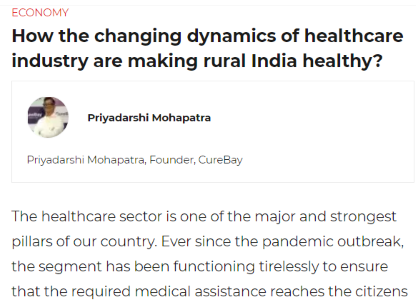 ECONOMY
How the changing dynamics of healthcare
industry are making rural India healthy?
Priyadarshi Mohapatra
Priyadarshi Mohapatra, Founder, CureBay
The healthcare sector is one of the major and strongest
pillars of our country. Ever since the pandemic outbreak,
the segment has been functioning tirelessly to ensure
that the required medical assistance reaches the citizens